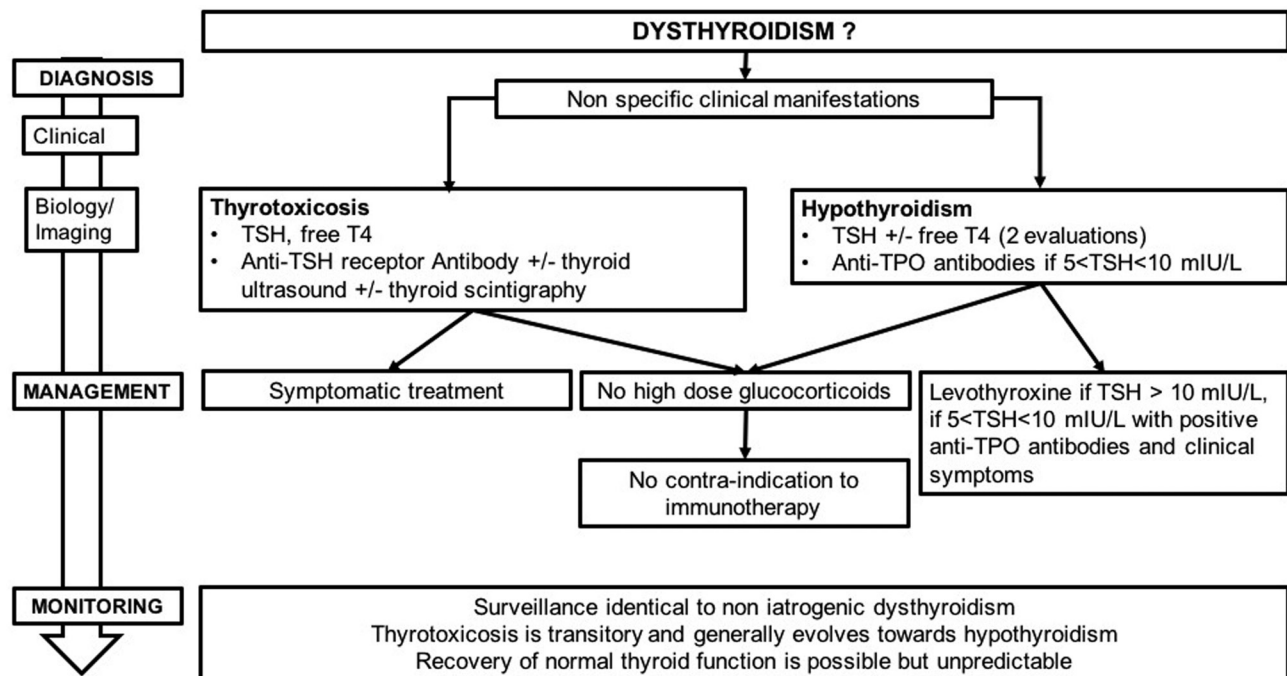 DYSTHYROIDISM ?
DIAGNOSIS
Non specific clinical manifestations
Clinical
Biology/
Imaging
Thyrotoxicosis
• TSH, free T4
• Anti-TSH receptor Antibody +/- thyroid
ultrasound +/- thyroid scintigraphy
Hypothyroidism
• TSH +/- free T4 (2 evaluations)
• Anti-TPO antibodies if 5<TSH<10 mIU/L
MANAGEMENT
Symptomatic treatment
No high dose glucocorticoids
Levothyroxine if TSH > 10 mIU/L,
if 5<TSH<10 mIU/L with positive
anti-TPO antibodies and clinical
symptoms
No contra-indication to
immunotherapy
MONITORING
Surveillance identical to non iatrogenic dysthyroidism
Thyrotoxicosis is transitory and generally evolves towards hypothyroidism
Recovery of normal thyroid function is possible but unpredictable